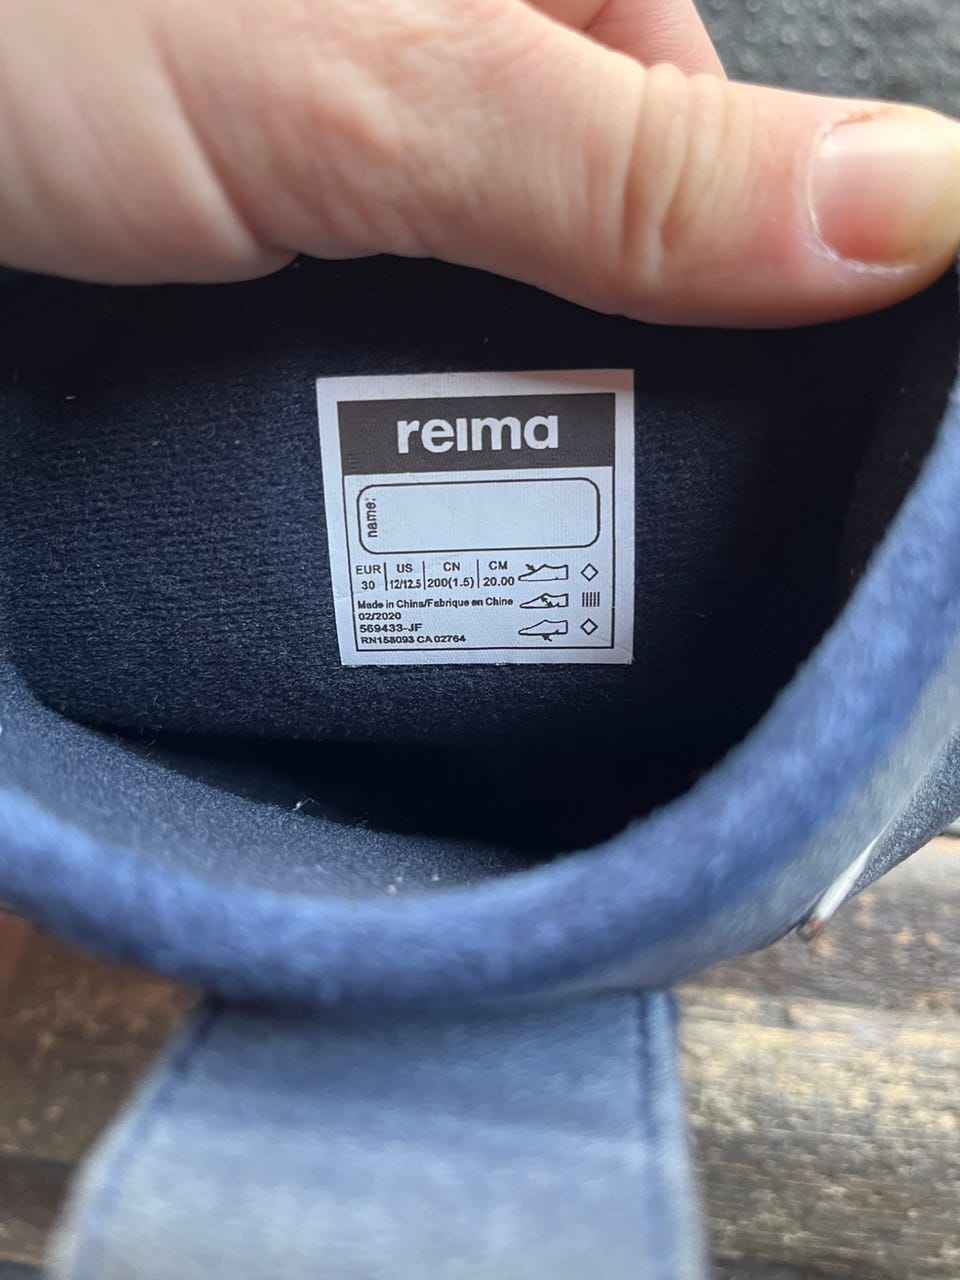 reima
name:
EUR US CN CM
30 12/12.5 200(1.5) 20.00
Made in China/Fabrique en Chine
02/2020
569433-JF
RN158093 CA 02764